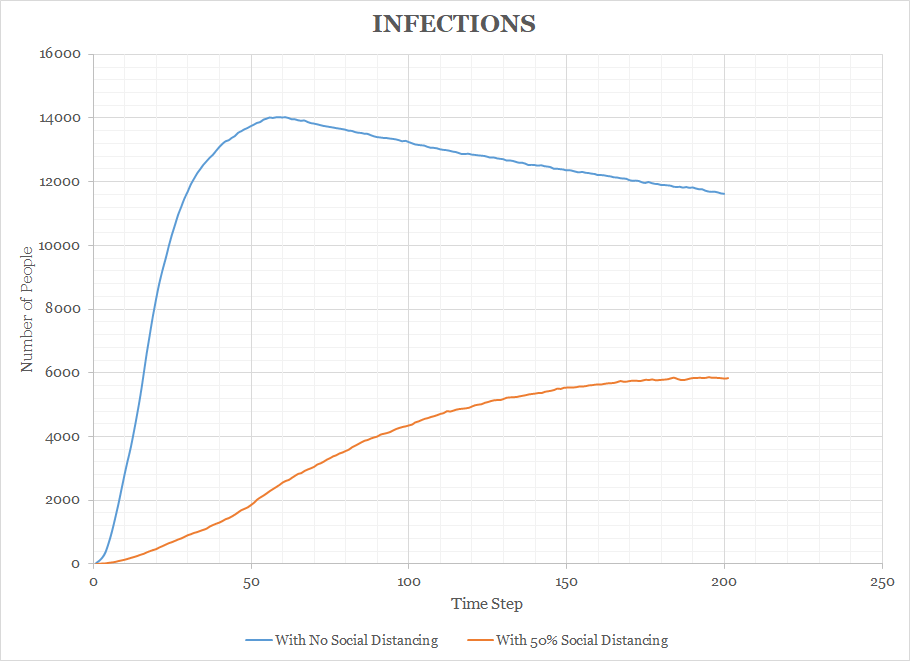 INFECTIONS
16000
14000
12000
10000
8000
6000
4000
2000
0
Number of People
0 50 100 150 200 250
Time Step
With No Social Distancing With 50% Social Distancing